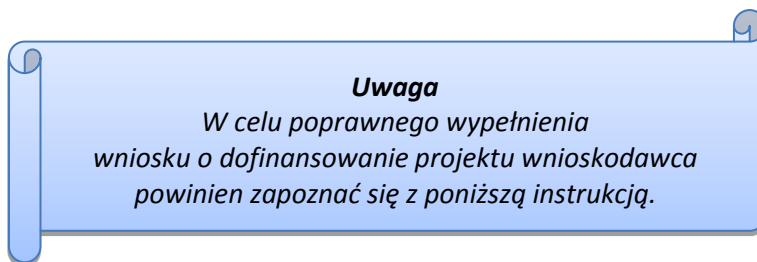 Uwaga
W celu poprawnego wypełnienia
wniosku o dofinansowanie projektu wnioskodawca
powinien zapoznać się z poniższą instrukcją.